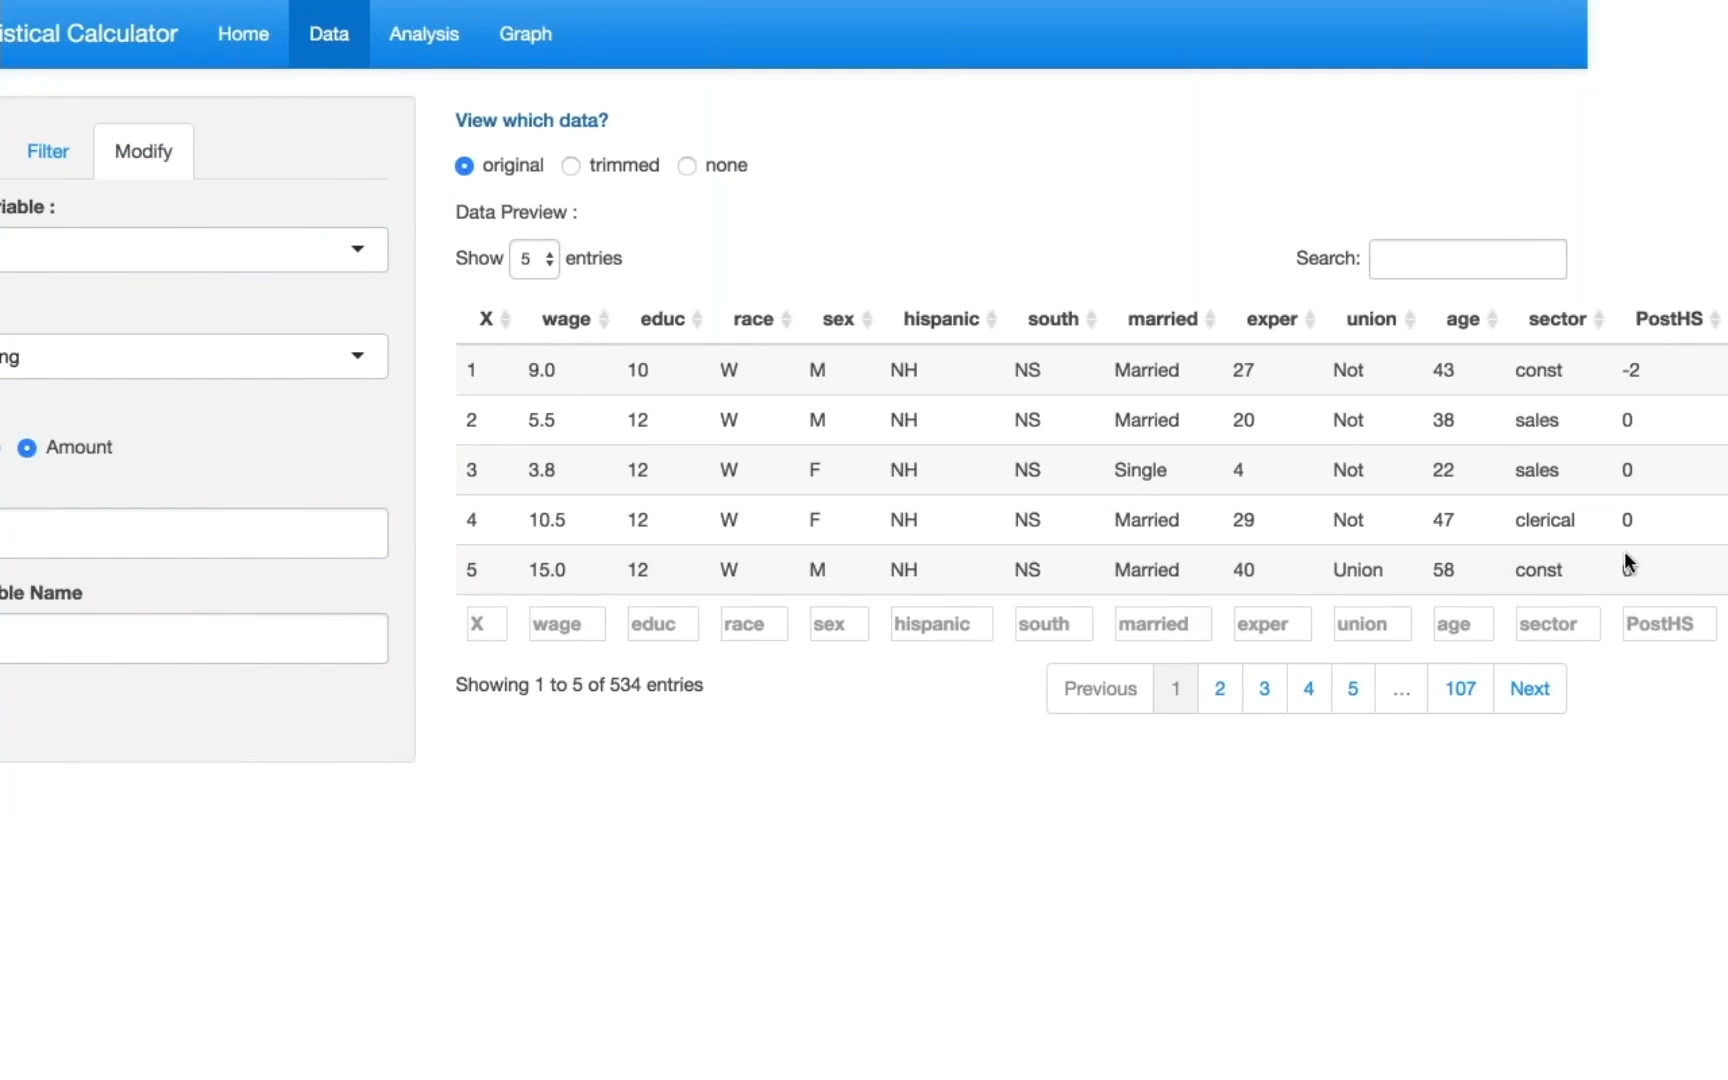 istical Calculator Home Data Analysis Graph
Filter Modify
View which data?
original trimmed none
riable :
Data Preview :
Show 5 entries Search:
X wage educ race sex hispanic south married exper union age sector PostHS
ng
1 9.0 10 W M NH NS Married 27 Not 43 const -2
2 5.5 12 W M NH NS Married 20 Not 38 sales 0
Amount
3 3.8 12 W F NH NS Single 4 Not 22 sales 0
4 10.5 12 W F NH NS Married 29 Not 47 clerical 0
5 15.0 12 W M NH NS Married 40 Union 58 const
ble Name
X wage educ race sex hispanic south married exper union age sector PostHS
Showing 1 to 5 of 534 entries Previous 1 2 3 4 5 ... 107 Next